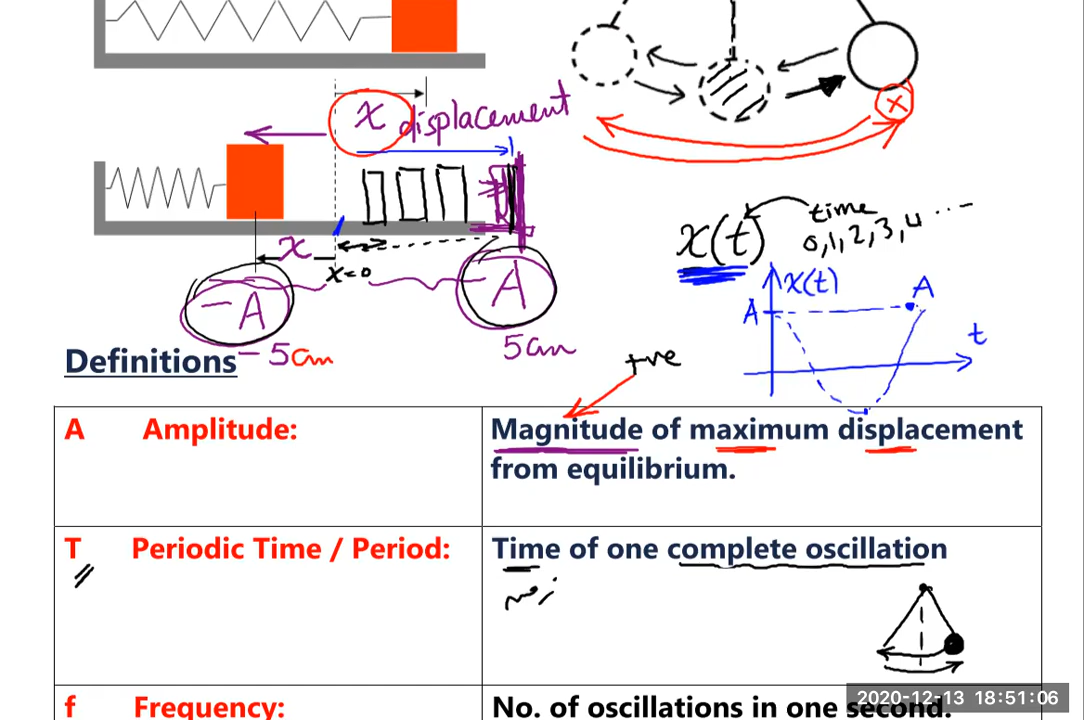 x displacement
x
x
x=0
-A
A
-5cm
5cm
x(t)
time
0,1,2,3,4 ...
x(t)
A
A
t
+ve
Definitions
A Amplitude: Magnitude of maximum displacement
from equilibrium.
T Periodic Time / Period: Time of one complete oscillation
f Frequency: No. of oscillations in one second.
2020-12-13 18:51:06